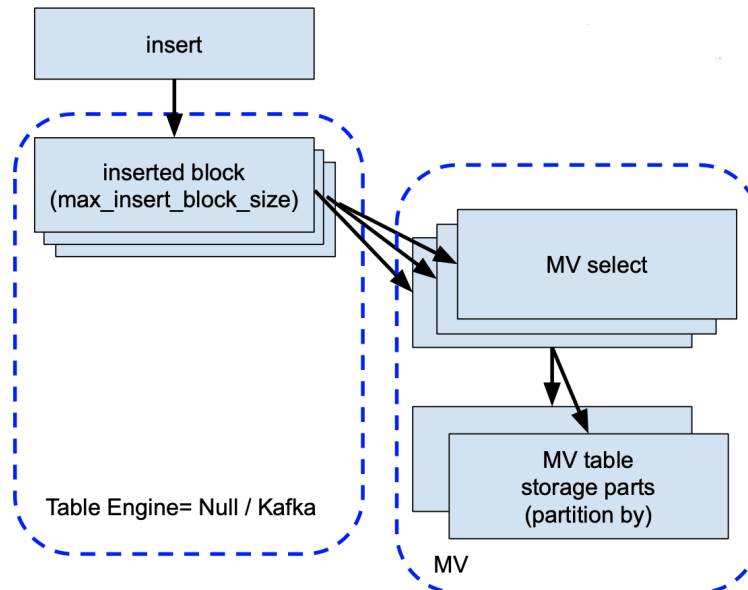 insert
inserted block
(max_insert_block_size)
MV select
MV table
storage parts
(partition by)
Table Engine= Null / Kafka
MV